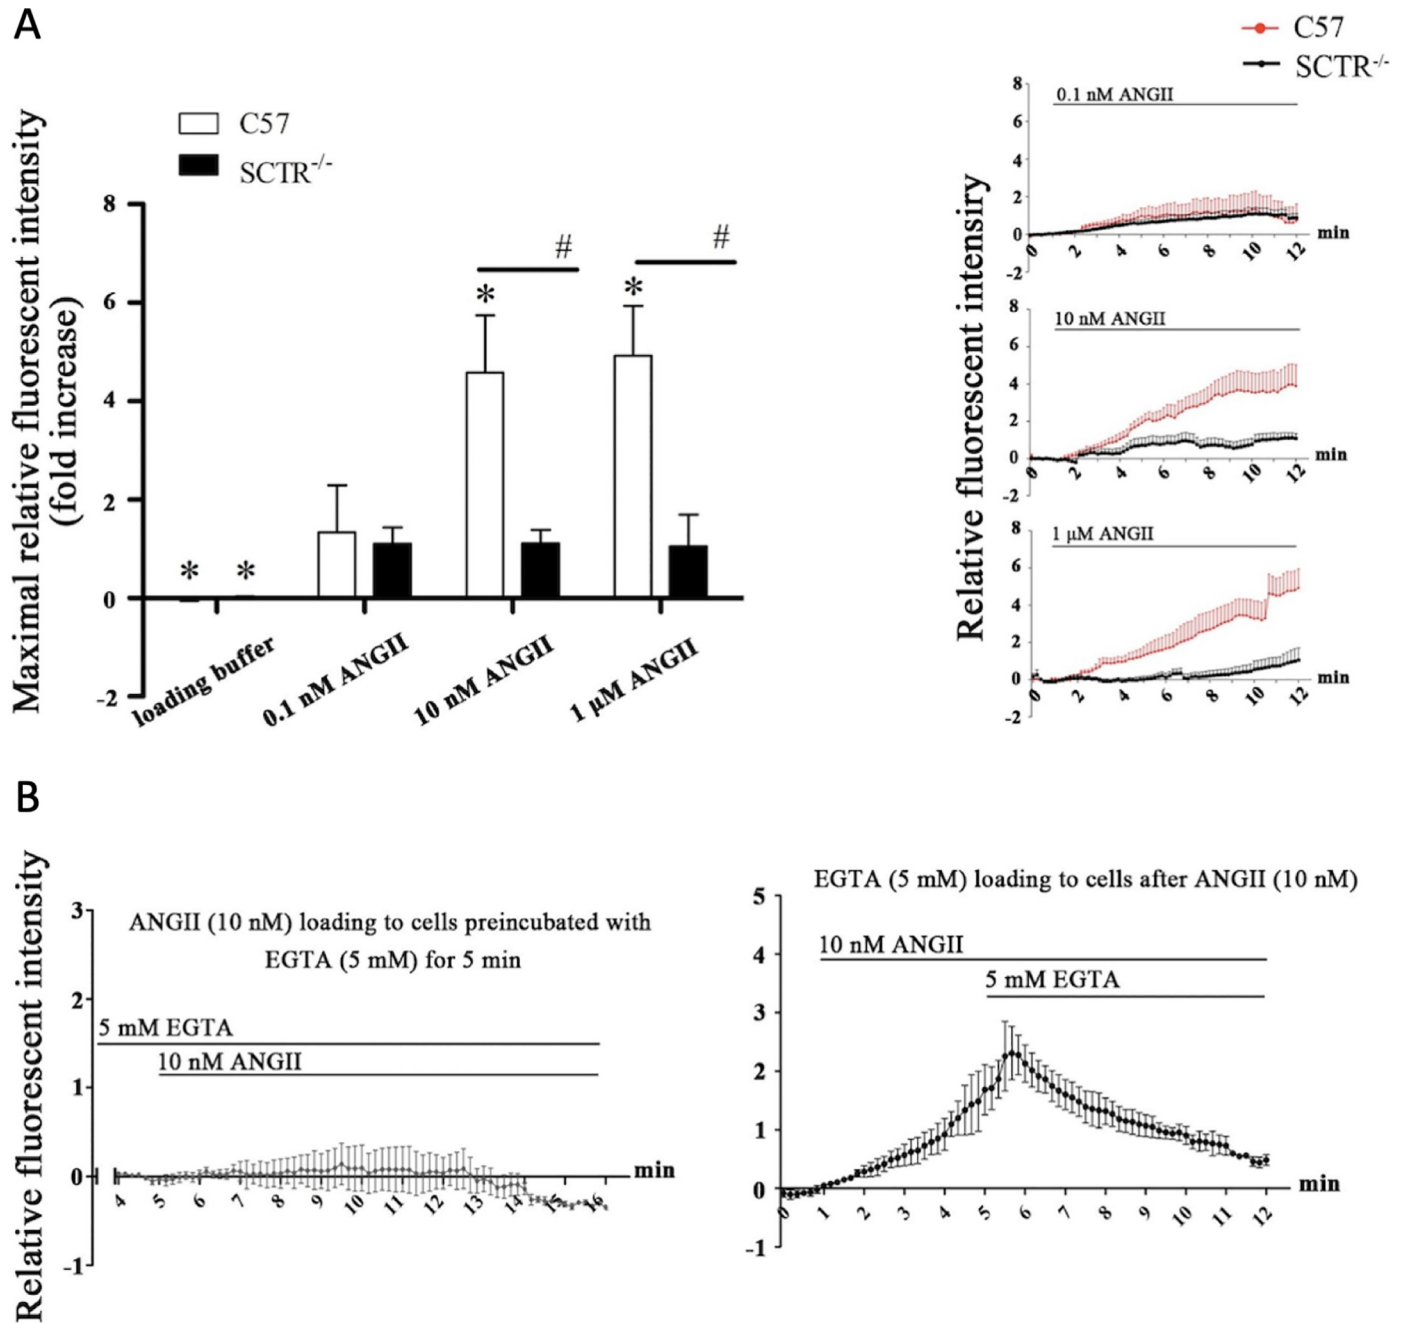 A
C57
SCTR-/-
Maximal relative fluorescent intensity
(fold increase)
8
6
4
2
0
-2
*
*
*
#
*
#
loading buffer
0.1 nM ANGII
10 nM ANGII
1 µM ANGII
C57
SCTR-/-
Relative fluorescent intensiry
8
6
4
2
0
-2
0.1 nM ANGII
0 2 4 6 8 10 12
min
8
6
4
2
0
-2
10 nM ANGII
0 2 4 6 8 10 12
min
8
6
4
2
0
-2
1 µM ANGII
0 2 4 6 8 10 12
min
B
Relative fluorescent intensity
3
2
1
0
-1
ANGII (10 nM) loading to cells preincubated with
EGTA (5 mM) for 5 min
5 mM EGTA
10 nM ANGII
4 5 6 7 8 9 10 11 12 13 14 15 16
min
EGTA (5 mM) loading to cells after ANGII (10 nM)
5
4
3
2
1
0
-1
10 nM ANGII
5 mM EGTA
0 1 2 3 4 5 6 7 8 9 10 11 12
min